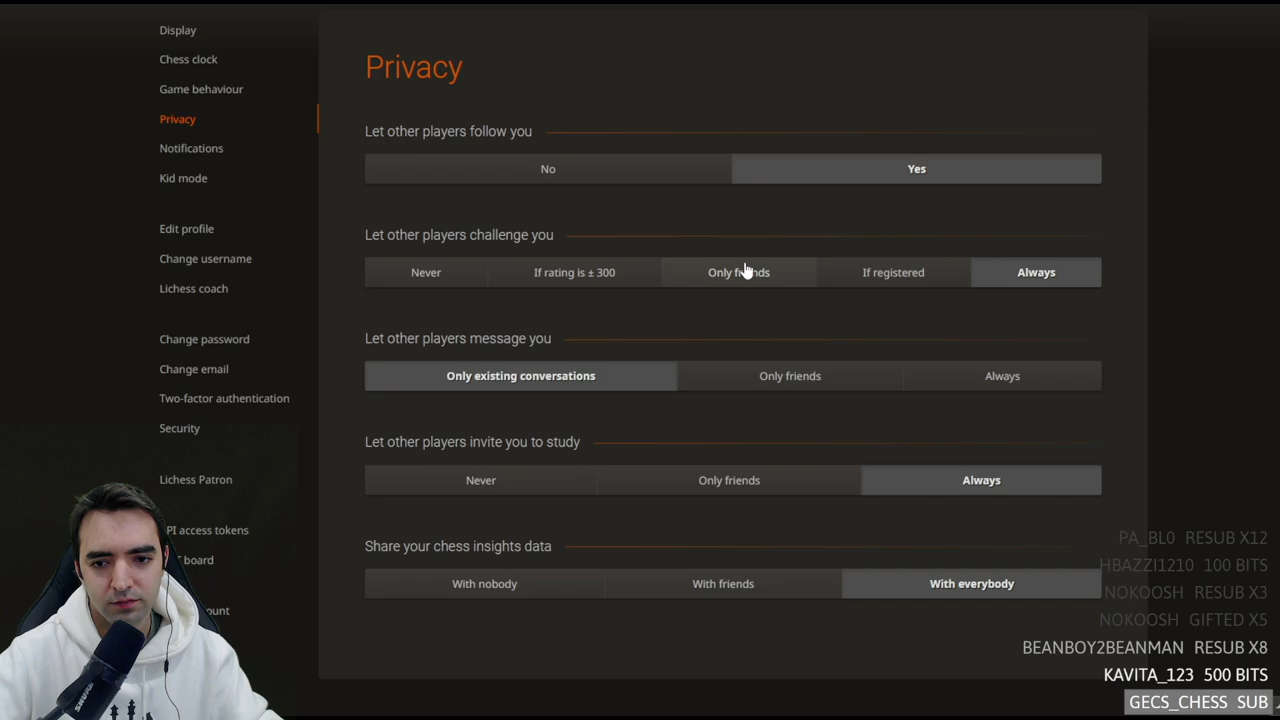 Display
Chess clock
Game behaviour
Privacy
Notifications
Kid mode
Edit profile
Change username
Lichess coach
Change password
Change email
Two-factor authentication
Security
Lichess Patron
PI access tokens
board
ount
Privacy
Let other players follow you
No Yes
Let other players challenge you
Never If rating is ± 300 Only friends If registered Always
Let other players message you
Only existing conversations Only friends Always
Let other players invite you to study
Never Only friends Always
Share your chess insights data
With nobody With friends With everybody
PA_BL0 RESUB X12
HBAZZI1210 100 BITS
NOKOOSH RESUB X3
NOKOOSH GIFTED X5
BEANBOY2BEANMAN RESUB X8
KAVITA_123 500 BITS
GECS_CHESS SUB
SHURE